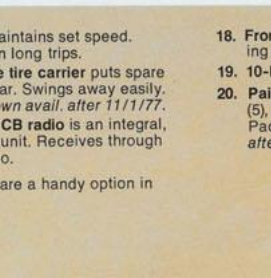 aintains set speed.
n long trips.
e tire carrier puts spare
ar. Swings away easily.
wn avail. after 11/1/77.
CB radio is an integral,
unit. Receives through
o.
are a handy option in
18. Fron
ing
19. 10-
20. Pai
(5),
Pac
afte